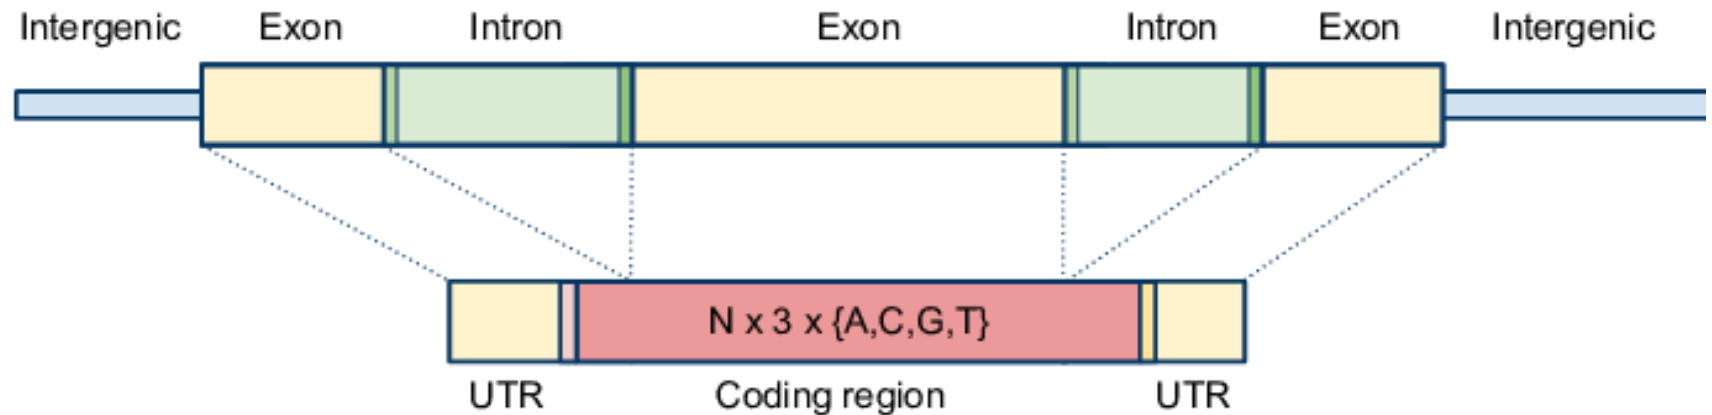 Intergenic Exon Intron Exon Intron Exon Intergenic
N x 3 x {A,C,G,T}
UTR Coding region UTR